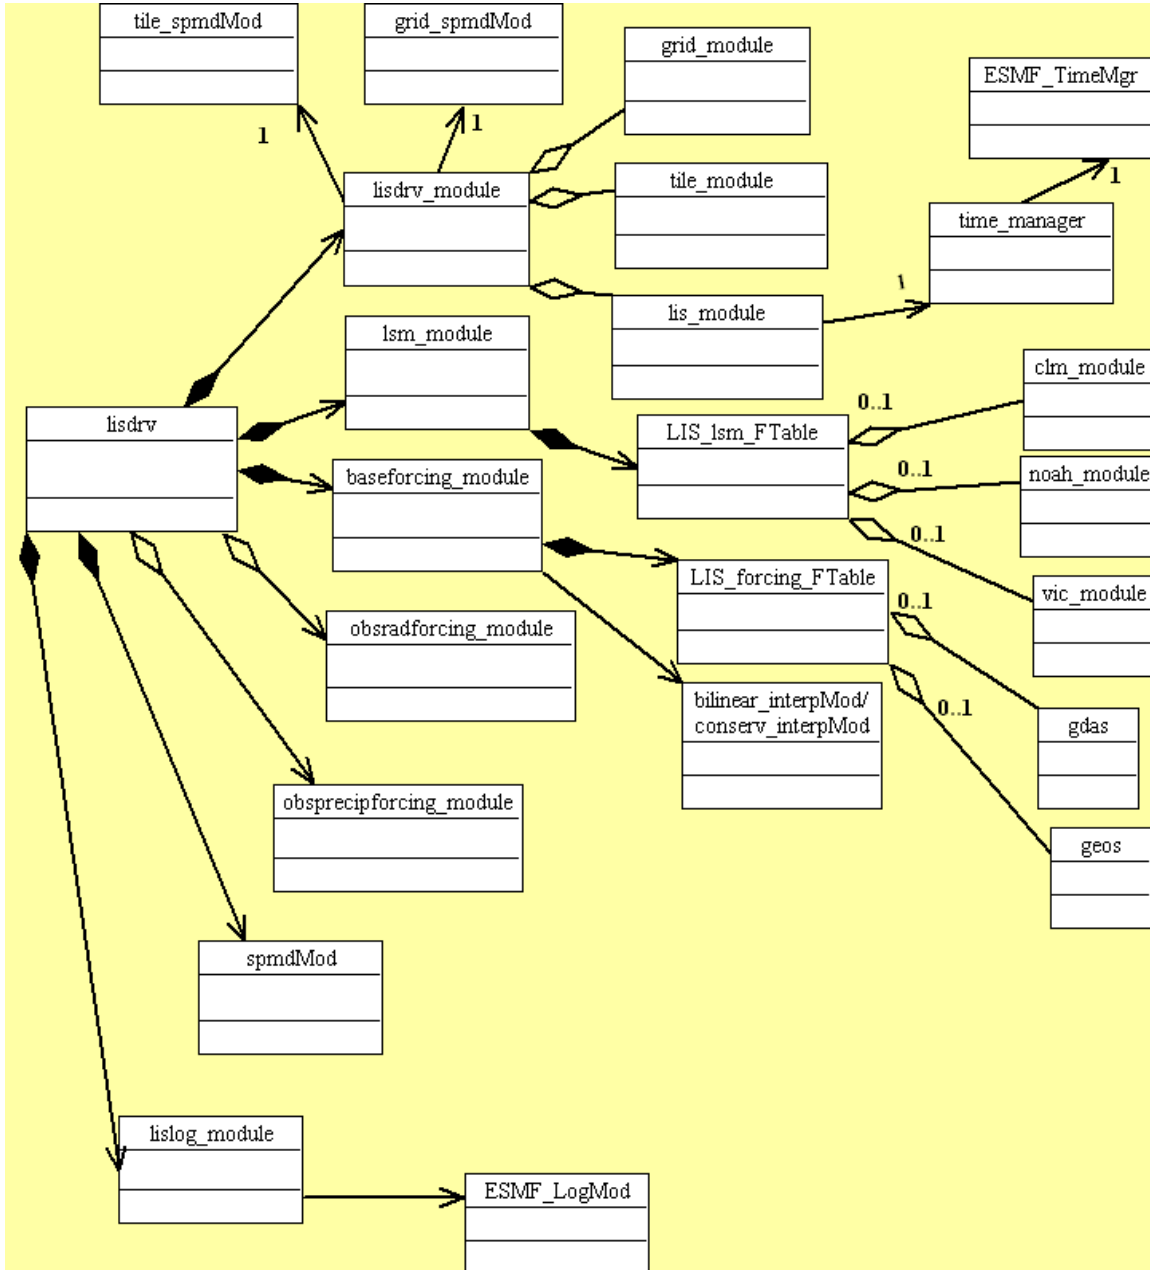 tile_spmdMod
grid_spmdMod
grid_module
ESMF_TimeMgr
1
1
lisdrv_module
tile_module
1
time_manager
1
lis_module
lsm_module
clm_module
0..1
lisdrv
LIS_lsm_FTable
baseforcing_module
0..1
noah_module
0..1
LIS_forcing_FTable
0..1
vic_module
obsradforcing_module
bilinear_interpMod/
conserv_interpMod
0..1
gdas
obsprecipforcing_module
geos
spmdMod
lislog_module
ESMF_LogMod